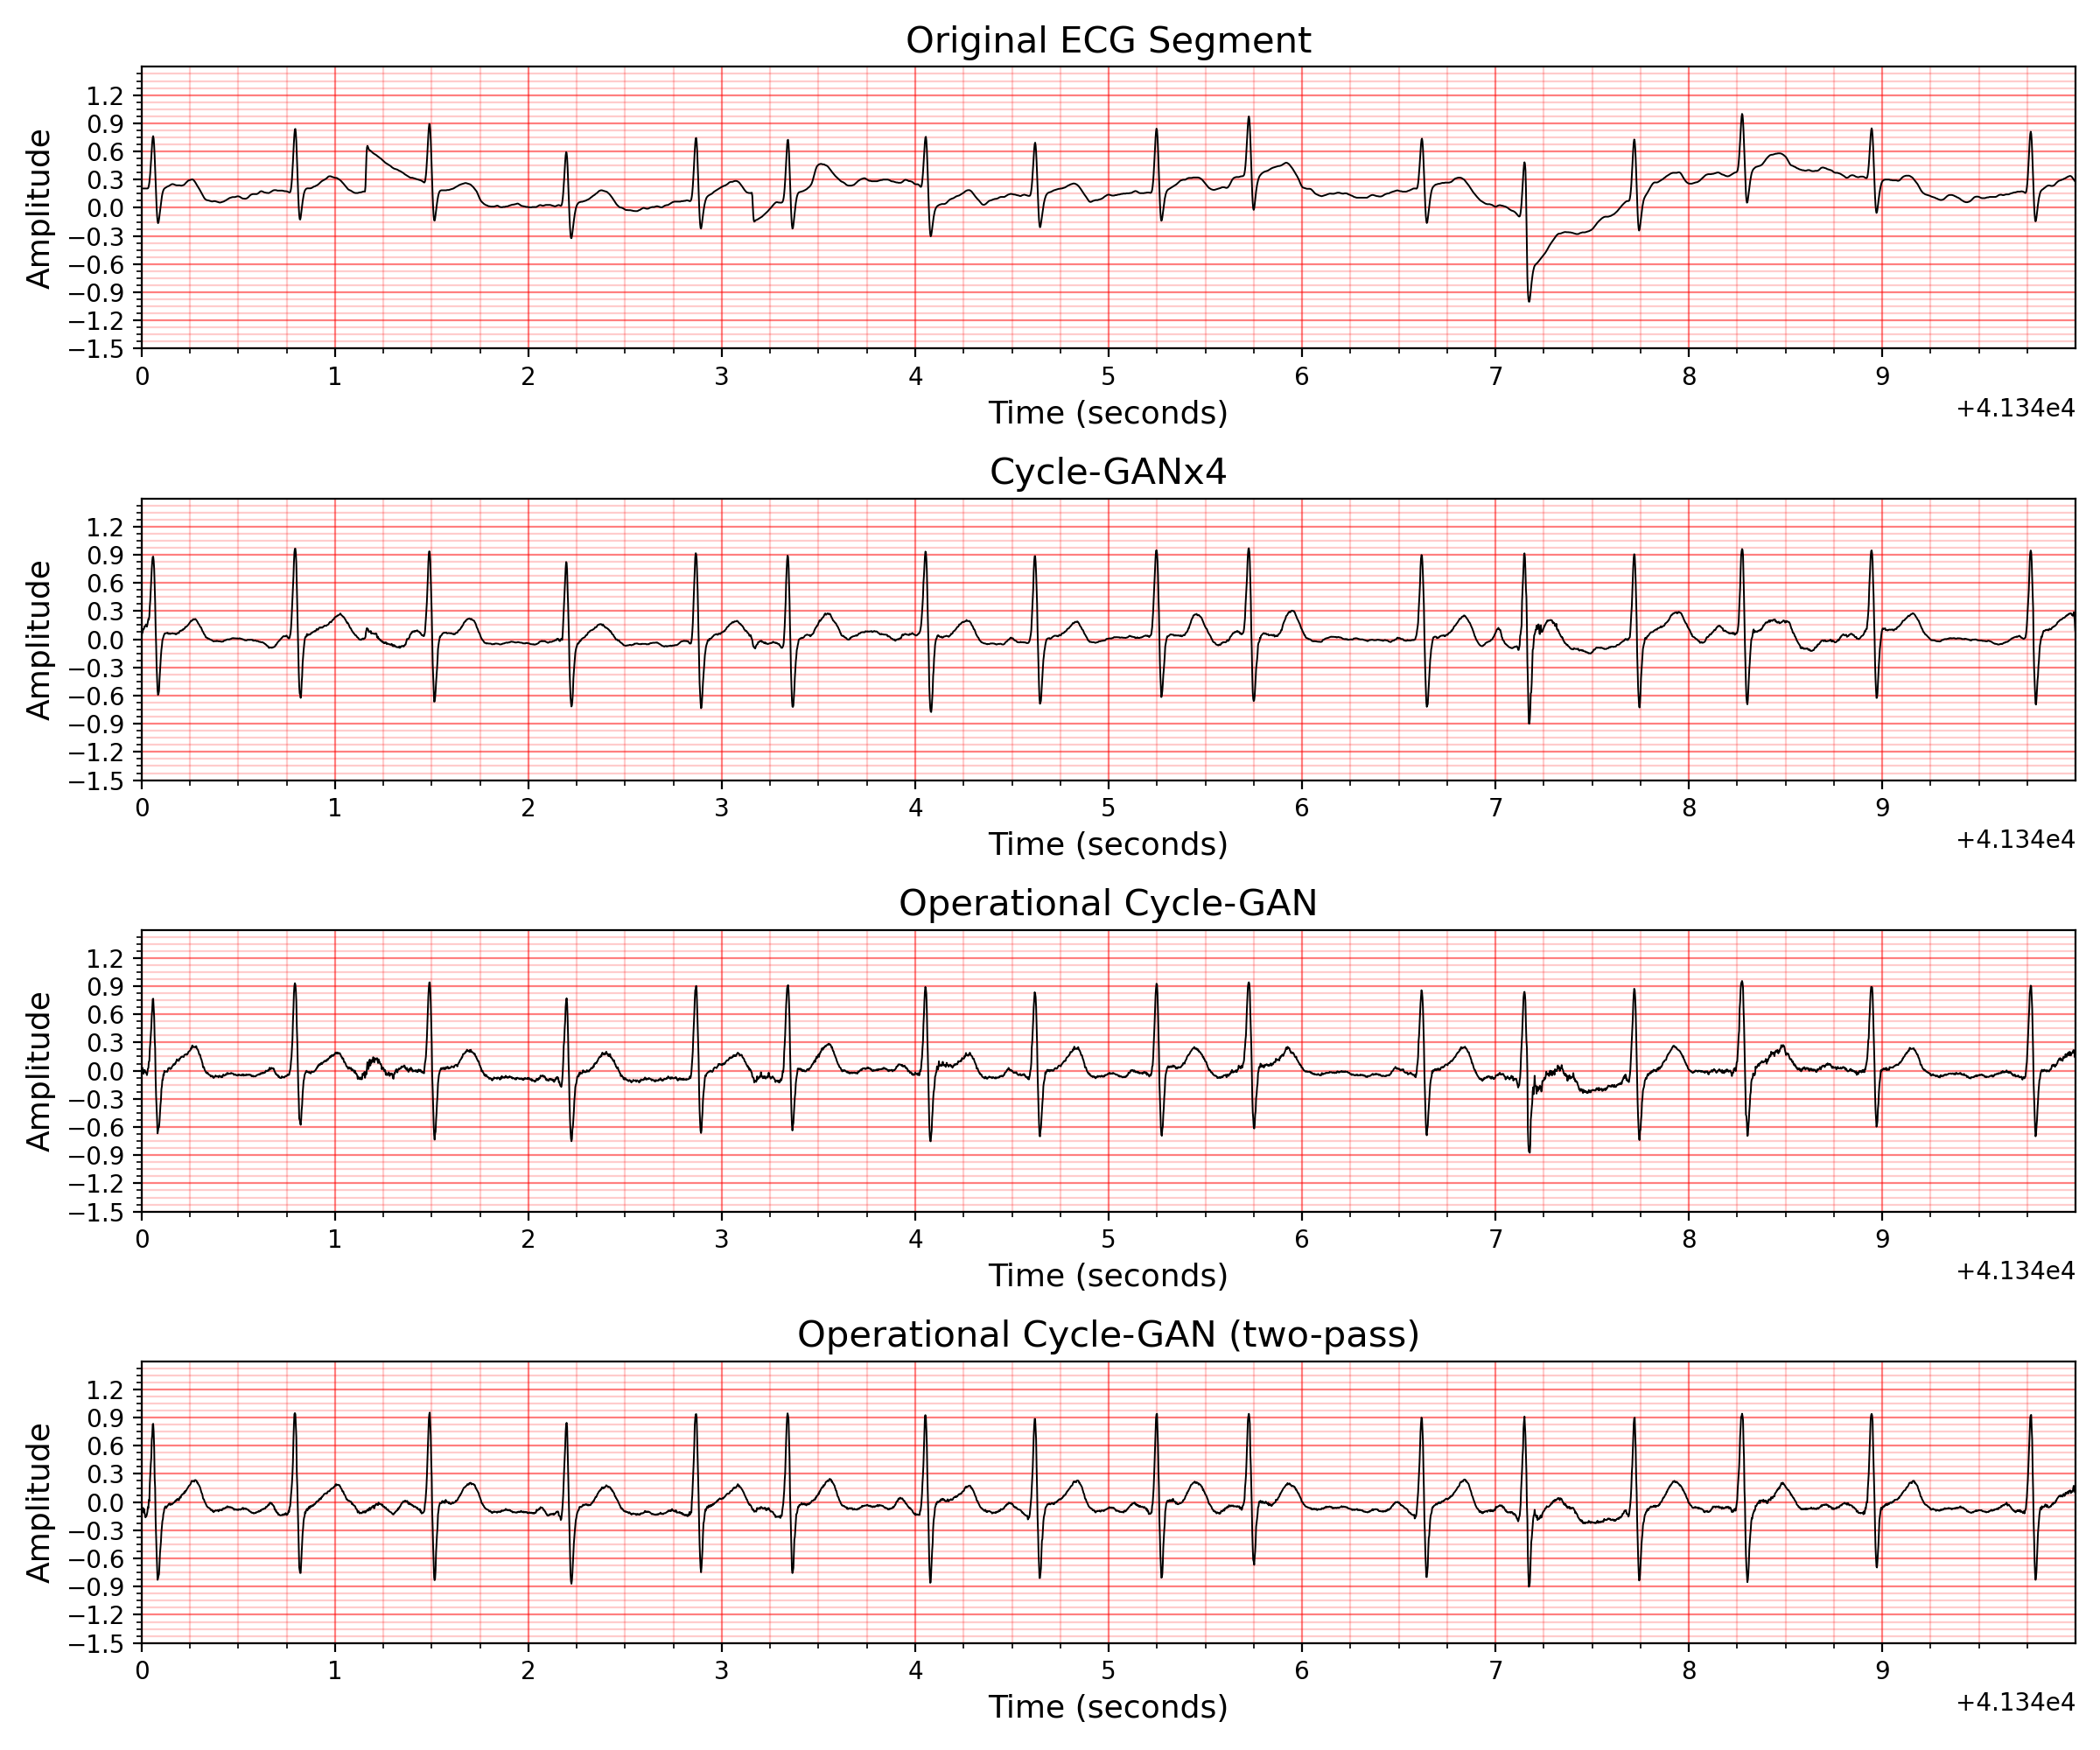 Original ECG Segment
Amplitude
1.2
0.9
0.6
0.3
0.0
−0.3
−0.6
−0.9
−1.2
−1.5
0 1 2 3 4 5 6 7 8 9
Time (seconds)
+4.134e4
Cycle-GANx4
Amplitude
1.2
0.9
0.6
0.3
0.0
−0.3
−0.6
−0.9
−1.2
−1.5
0 1 2 3 4 5 6 7 8 9
Time (seconds)
+4.134e4
Operational Cycle-GAN
Amplitude
1.2
0.9
0.6
0.3
0.0
−0.3
−0.6
−0.9
−1.2
−1.5
0 1 2 3 4 5 6 7 8 9
Time (seconds)
+4.134e4
Operational Cycle-GAN (two-pass)
Amplitude
1.2
0.9
0.6
0.3
0.0
−0.3
−0.6
−0.9
−1.2
−1.5
0 1 2 3 4 5 6 7 8 9
Time (seconds)
+4.134e4